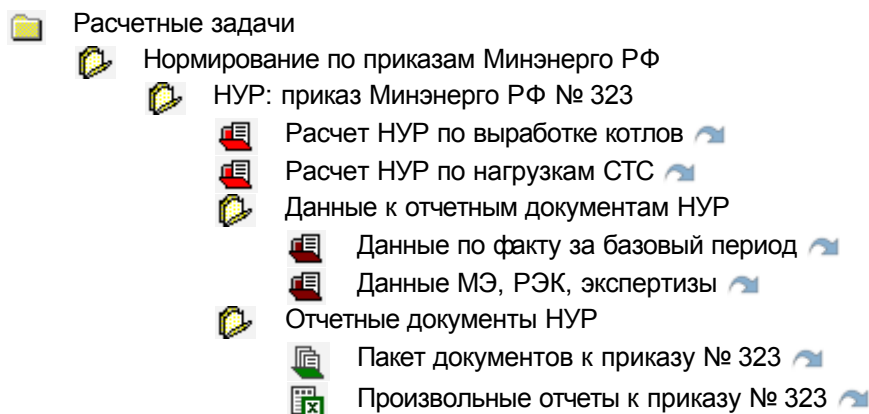 Расчетные задачи
Нормирование по приказам Минэнерго РФ
НУР: приказ Минэнерго РФ № 323
Расчет НУР по выработке котлов
Расчет НУР по нагрузкам СТС
Данные к отчетным документам НУР
Данные по факту за базовый период
Данные МЭ, РЭК, экспертизы
Отчетные документы НУР
Пакет документов к приказу № 323
Произвольные отчеты к приказу № 323